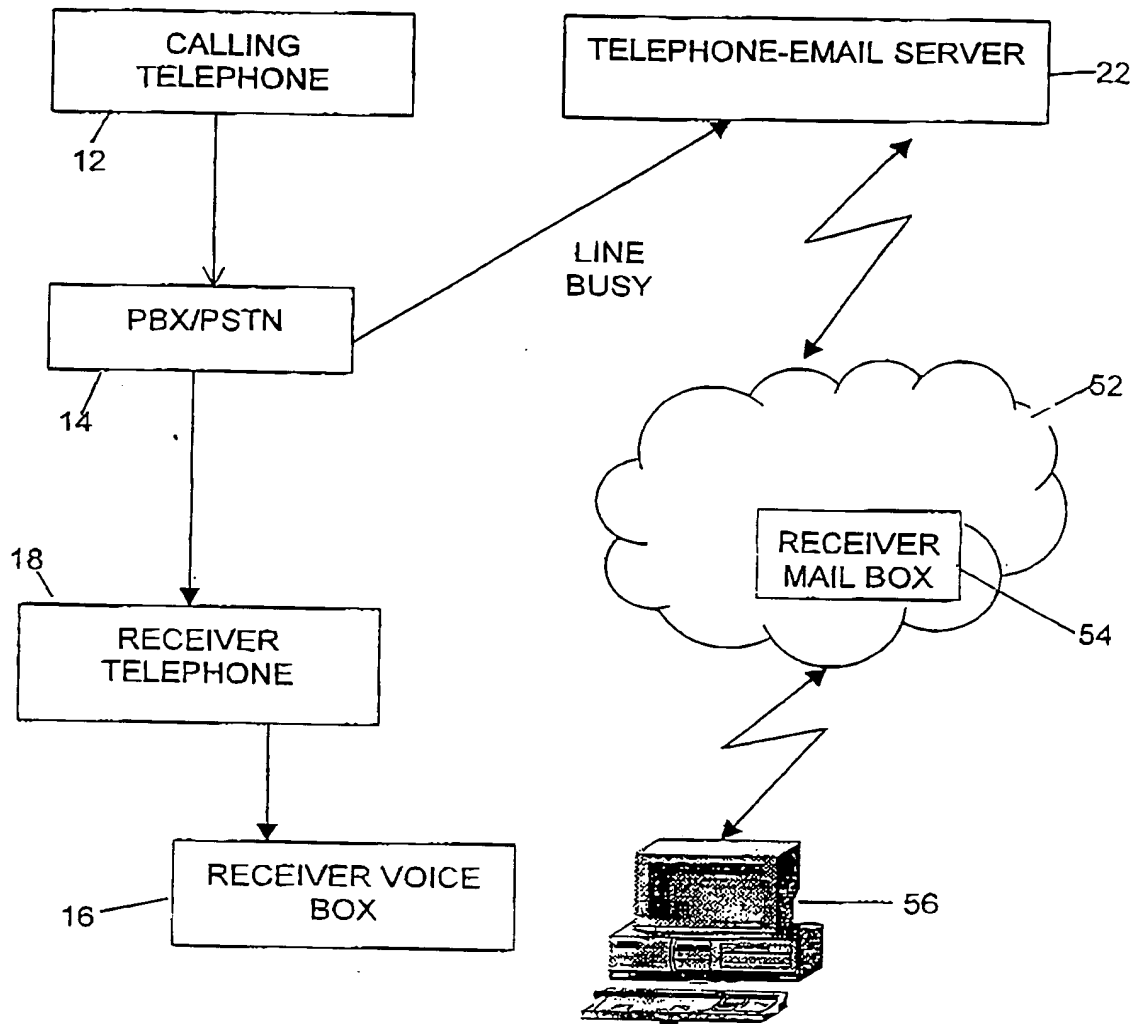 CALLING
TELEPHONE
12
TELEPHONE-EMAIL SERVER
22
LINE
BUSY
PBX/PSTN
14
52
RECEIVER
MAIL BOX
54
18
RECEIVER
TELEPHONE
RECEIVER VOICE
BOX
16
56